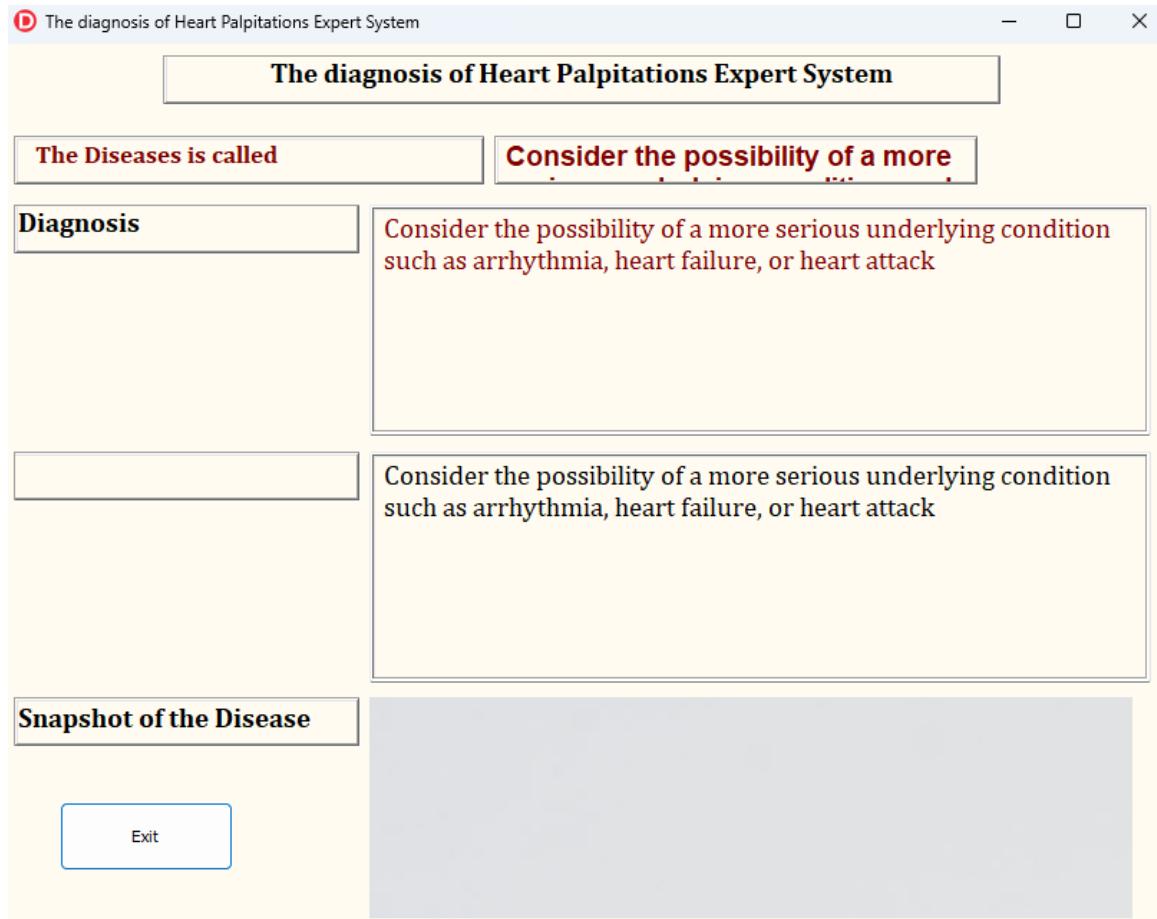 The diagnosis of Heart Palpitations Expert System
The diagnosis of Heart Palpitations Expert System
The Diseases is called
Consider the possibility of a more
Diagnosis
Consider the possibility of a more serious underlying condition
such as arrhythmia, heart failure, or heart attack
Consider the possibility of a more serious underlying condition
such as arrhythmia, heart failure, or heart attack
Snapshot of the Disease
Exit